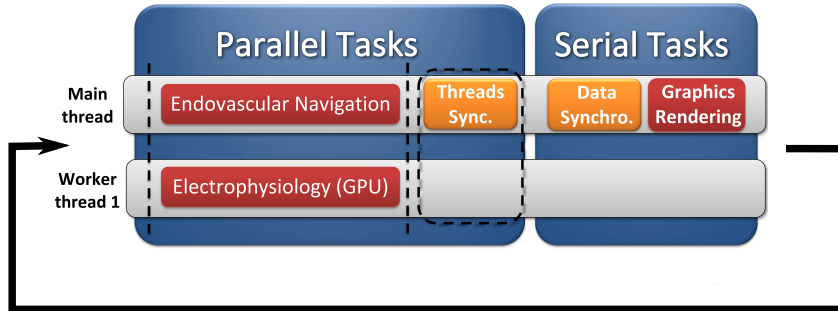 Parallel Tasks
Serial Tasks
Main
thread
Endovascular Navigation
Threads
Sync.
Data
Synchro.
Graphics
Rendering
Worker
thread 1
Electrophysiology (GPU)